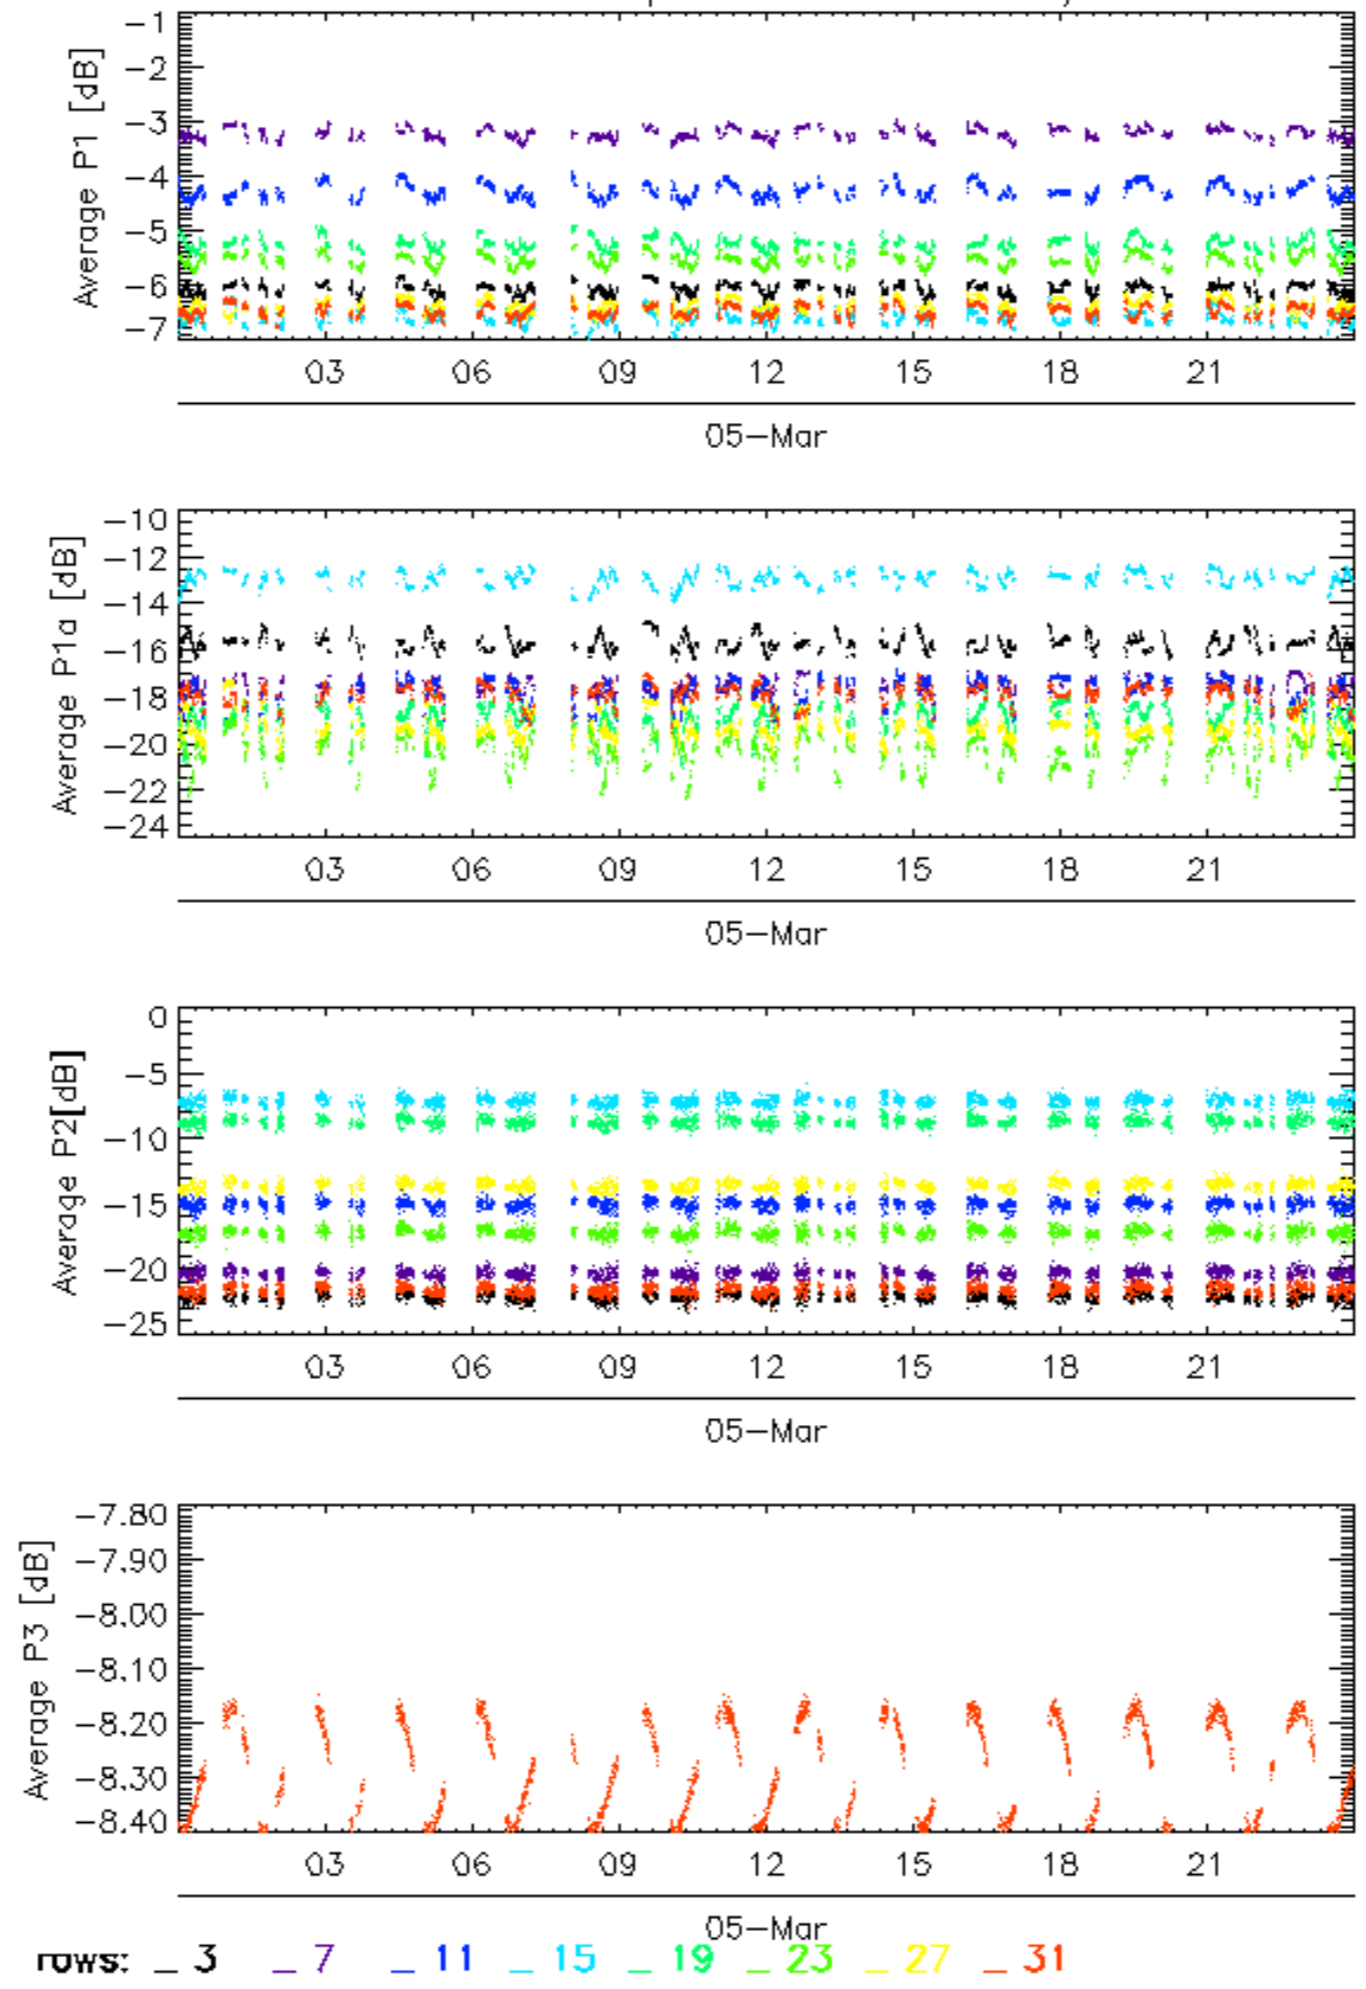 Average P1 [dB]
-1
-2
-3
-4
-5
-6
-7
03 06 09 12 15 18 21
05-Mar
Average P1a [dB]
-10
-12
-14
-16
-18
-20
-22
-24
03 06 09 12 15 18 21
05-Mar
Average P2[dB]
0
-5
-10
-15
-20
-25
03 06 09 12 15 18 21
05-Mar
Average P3 [dB]
-7.80
-7.90
-8.00
-8.10
-8.20
-8.30
-8.40
03 06 09 12 15 18 21
05-Mar
rows: _ 3 _ 7 _ 11 _ 15 _ 19 _ 23 _ 27 _ 31